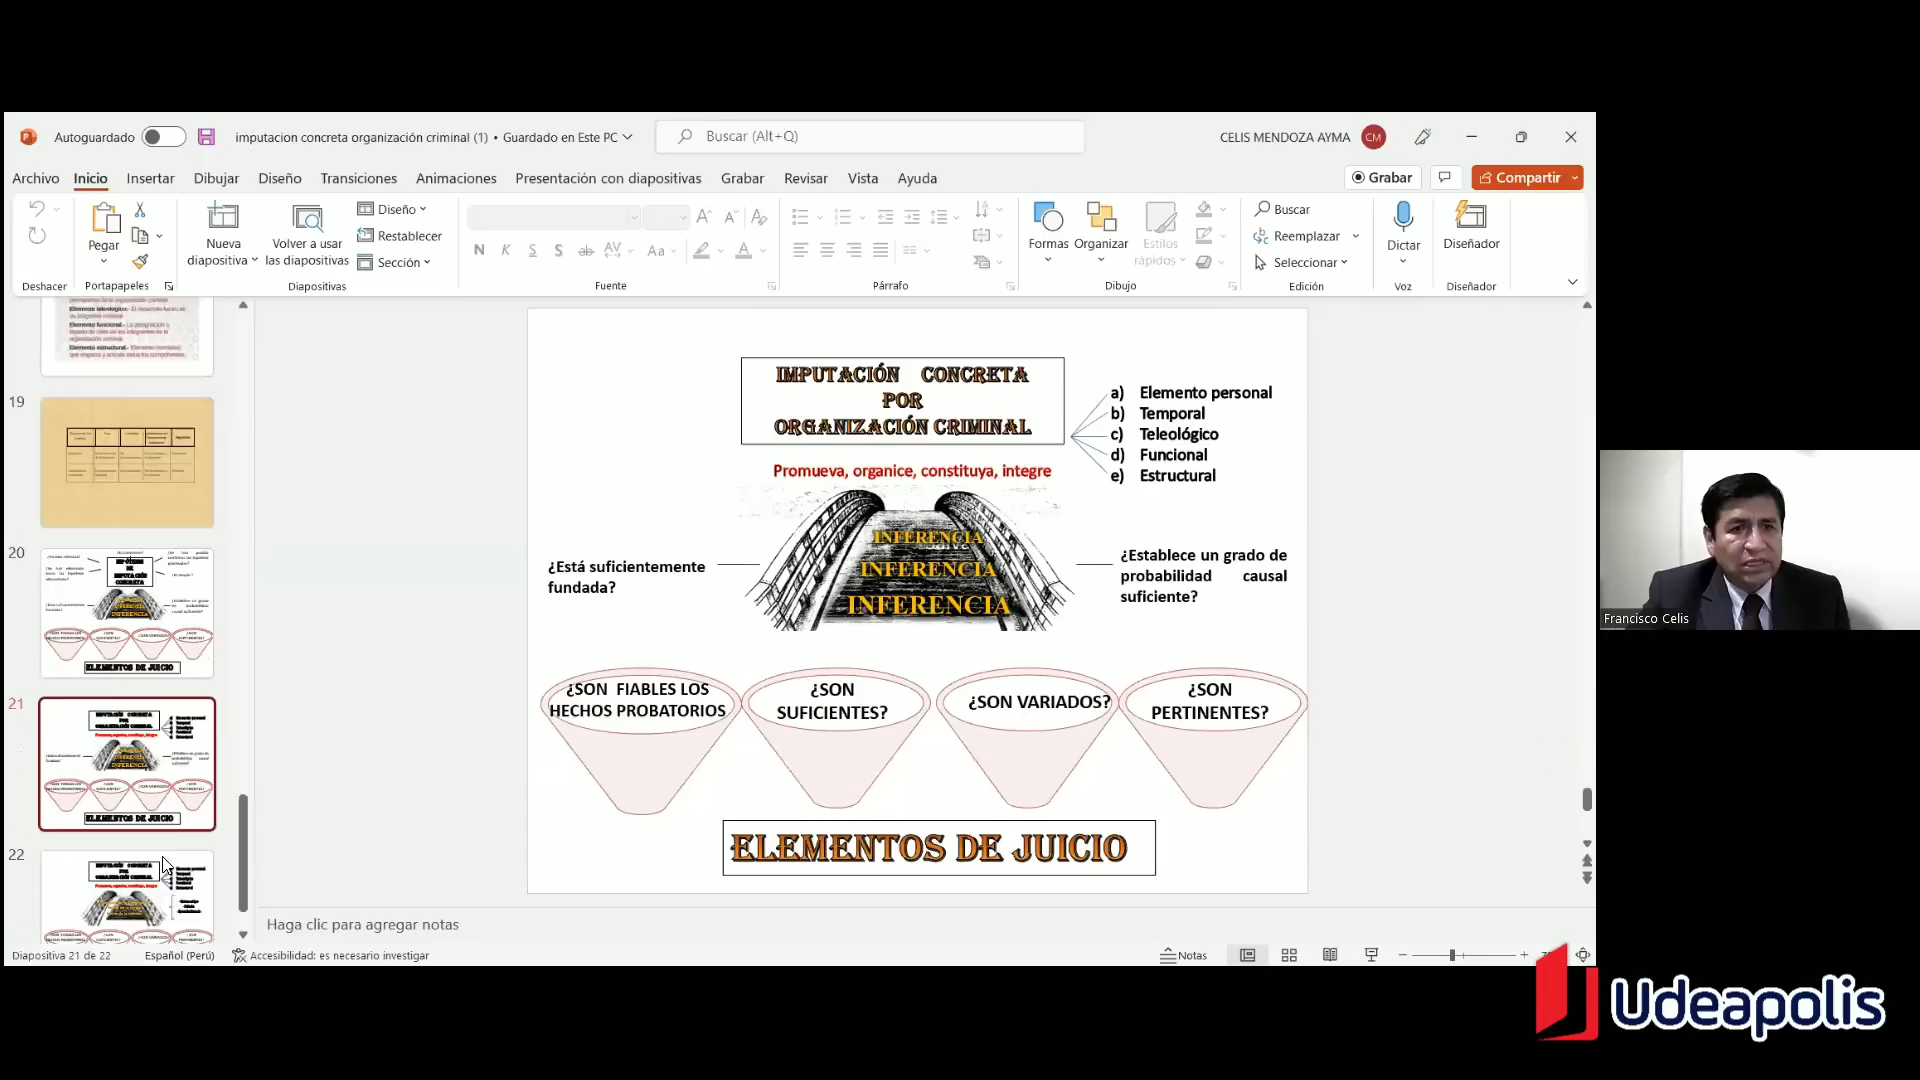 Autoguardado
imputacion concreta organización criminal (1) • Guardado en Este PC
Buscar (Alt+Q)
CELIS MENDOZA AYMA
CM
Archivo
Inicio
Insertar
Dibujar
Diseño
Transiciones
Animaciones
Presentación con diapositivas
Grabar
Revisar
Vista
Ayuda
Grabar
Compartir
Pegar
Nueva
diapositiva
Volver a usar
las diapositivas
Diseño
Restablecer
Sección
Formas
Organizar
Estilos
rápidos
Buscar
Reemplazar
Seleccionar
Dictar
Diseñador
Deshacer
Portapapeles
Diapositivas
Fuente
Párrafo
Dibujo
Edición
Voz
Diseñador
19
20
ELEMENTOS DE JUICIO
21
ELEMENTOS DE JUICIO
22
IMPUTACIÓN CONCRETA
POR
ORGANIZACIÓN CRIMINAL
a) Elemento personal
b) Temporal
c) Teleológico
d) Funcional
e) Estructural
Promueva, organice, constituya, integre
INFERENCIA
INFERENCIA
INFERENCIA
¿Está suficientemente
fundada?
¿Establece un grado de
probabilidad causal
suficiente?
¿SON FIABLES LOS
HECHOS PROBATORIOS
¿SON
SUFICIENTES?
¿SON VARIADOS?
¿SON
PERTINENTES?
ELEMENTOS DE JUICIO
Haga clic para agregar notas
Diapositiva 21 de 22
Español (Perú)
Accesibilidad: es necesario investigar
Notas
Francisco Celis
Udeapolis